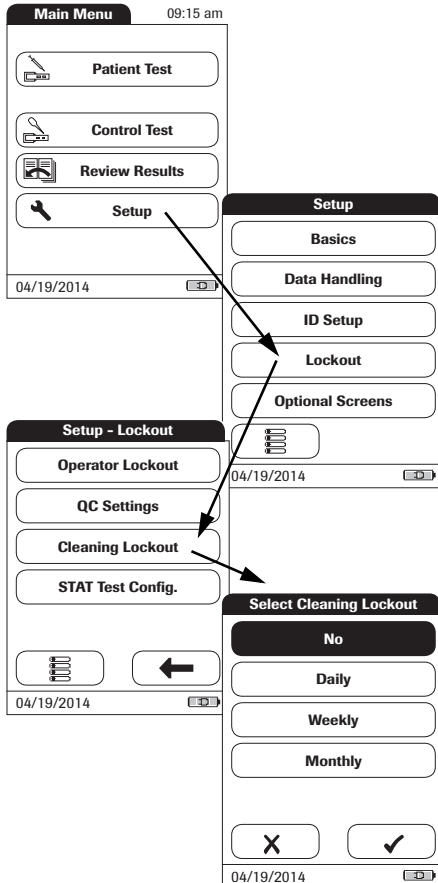 Main Menu 09:15 am
Patient Test
Control Test
Review Results
Setup
04/19/2014
Setup
Basics
Data Handling
ID Setup
Lockout
Optional Screens
04/19/2014
Setup - Lockout
Operator Lockout
QC Settings
Cleaning Lockout
STAT Test Config.
04/19/2014
Select Cleaning Lockout
No
Daily
Weekly
Monthly
04/19/2014